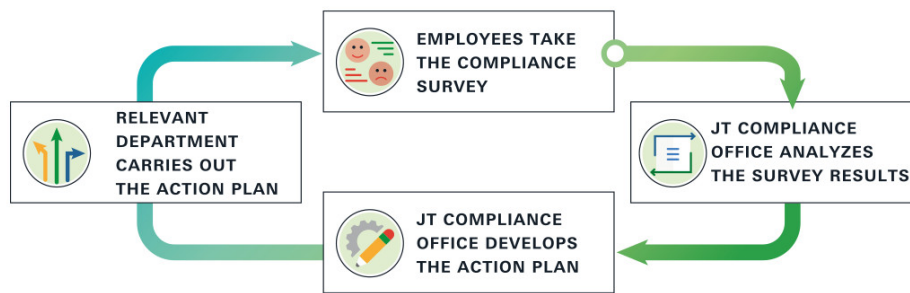 EMPLOYEES TAKE
THE COMPLIANCE
SURVEY
JT COMPLIANCE
OFFICE ANALYZES
THE SURVEY RESULTS
JT COMPLIANCE
OFFICE DEVELOPS
THE ACTION PLAN
RELEVANT
DEPARTMENT
CARRIES OUT
THE ACTION PLAN